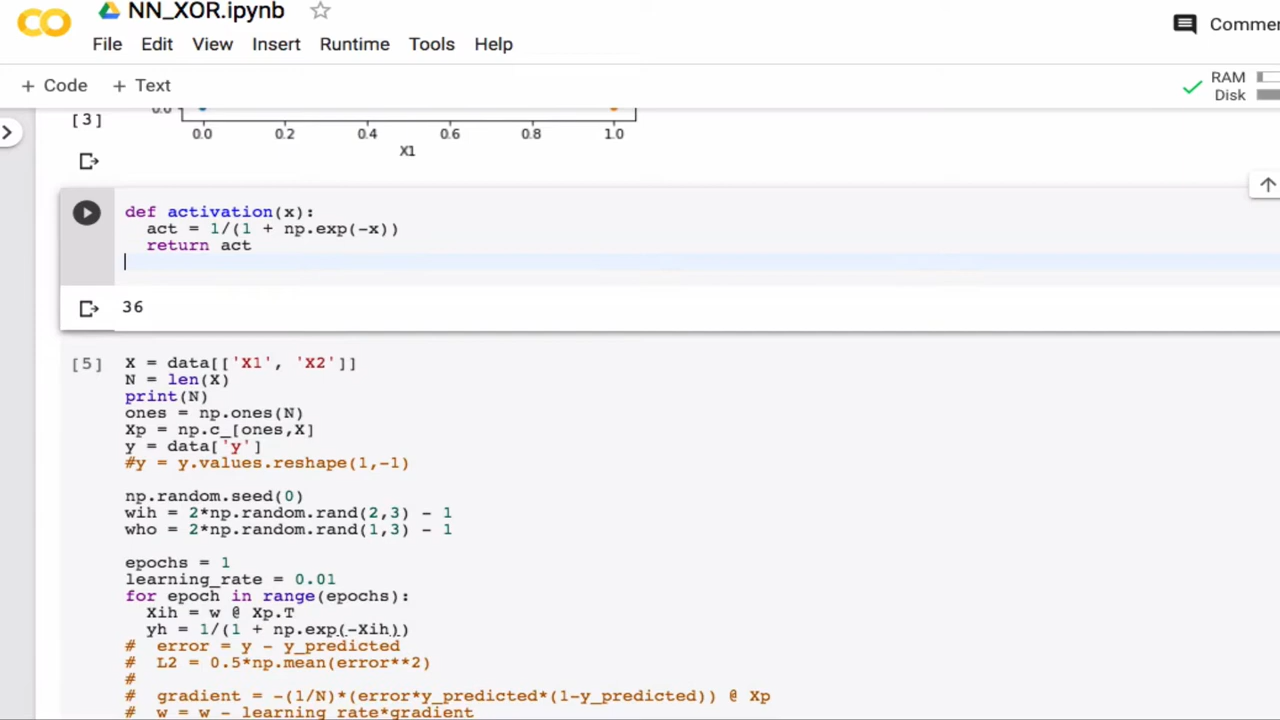 NN_XOR.ipynb
Comme
File Edit View Insert Runtime Tools Help
+ Code + Text
RAM
Disk
0.0
[3]
0.0 0.2 0.4 0.6 0.8 1.0
X1
def activation(x):
act = 1/(1 + np.exp(-x))
return act
36
[5]
X = data[['X1', 'X2']]
N = len(X)
print(N)
ones = np.ones(N)
Xp = np.c_[ones,X]
y = data['y']
#y = y.values.reshape(1,-1)
np.random.seed(0)
wih = 2*np.random.rand(2,3) - 1
who = 2*np.random.rand(1,3) - 1
epochs = 1
learning_rate = 0.01
for epoch in range(epochs):
Xih = w @ Xp.T
yh = 1/(1 + np.exp(-Xih))
# error = y - y_predicted
# L2 = 0.5*np.mean(error**2)
#
# gradient = -(1/N)*(error*y_predicted*(1-y_predicted)) @ Xp
# w = w - learning_rate*gradient